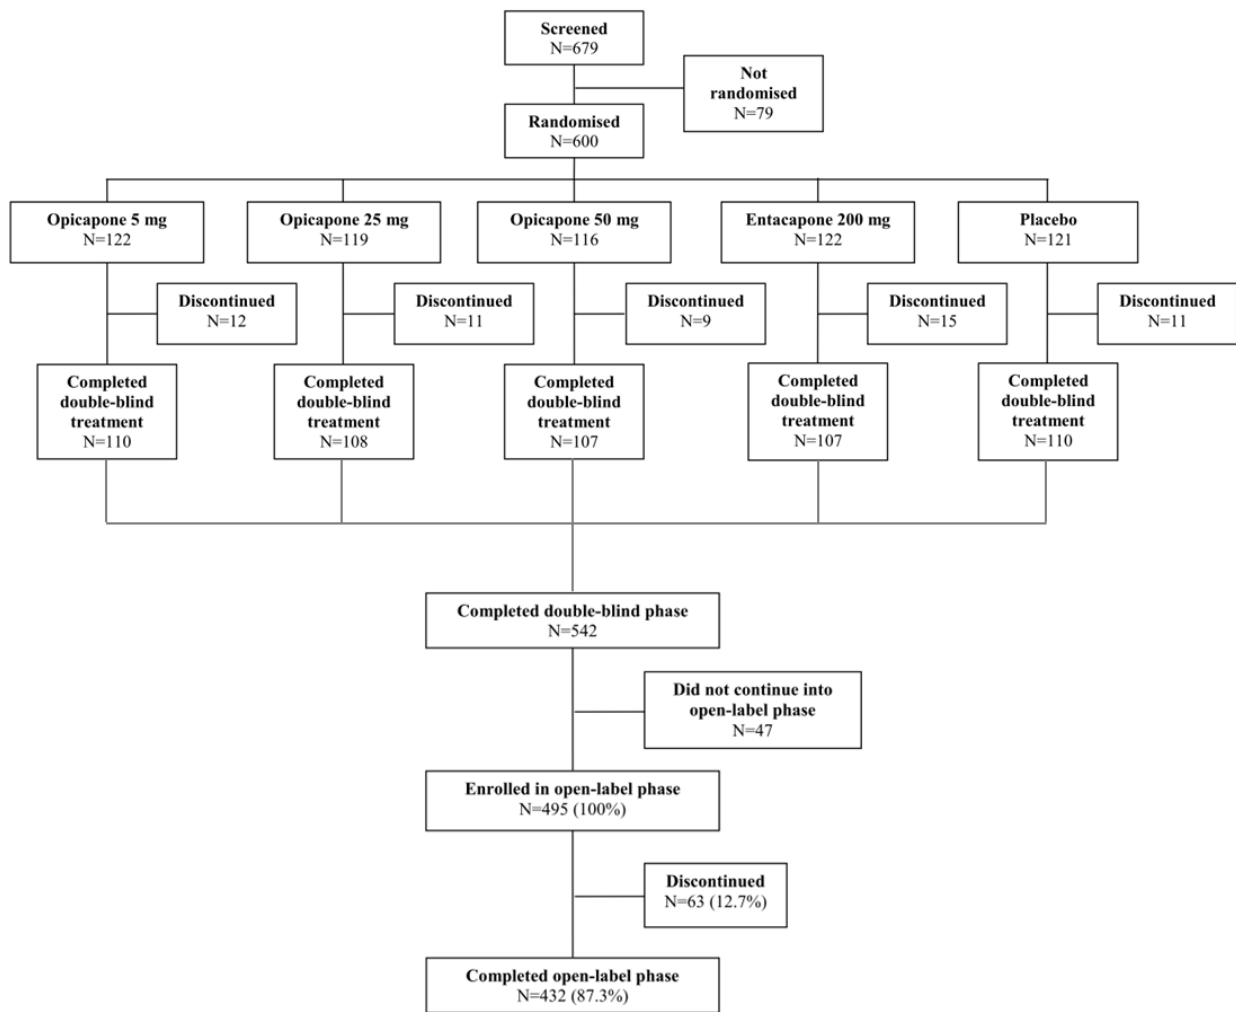 Screened
N=679
Not
randomised
N=79
Randomised
N=600
Opicapone 5 mg
N=122
Opicapone 25 mg
N=119
Opicapone 50 mg
N=116
Entacapone 200 mg
N=122
Placebo
N=121
Discontinued
N=12
Discontinued
N=11
Discontinued
N=9
Discontinued
N=15
Discontinued
N=11
Completed
double-blind
treatment
N=110
Completed
double-blind
treatment
N=108
Completed
double-blind
treatment
N=107
Completed
double-blind
treatment
N=107
Completed
double-blind
treatment
N=110
Completed double-blind phase
N=542
Did not continue into
open-label phase
N=47
Enrolled in open-label phase
N=495 (100%)
Discontinued
N=63 (12.7%)
Completed open-label phase
N=432 (87.3%)